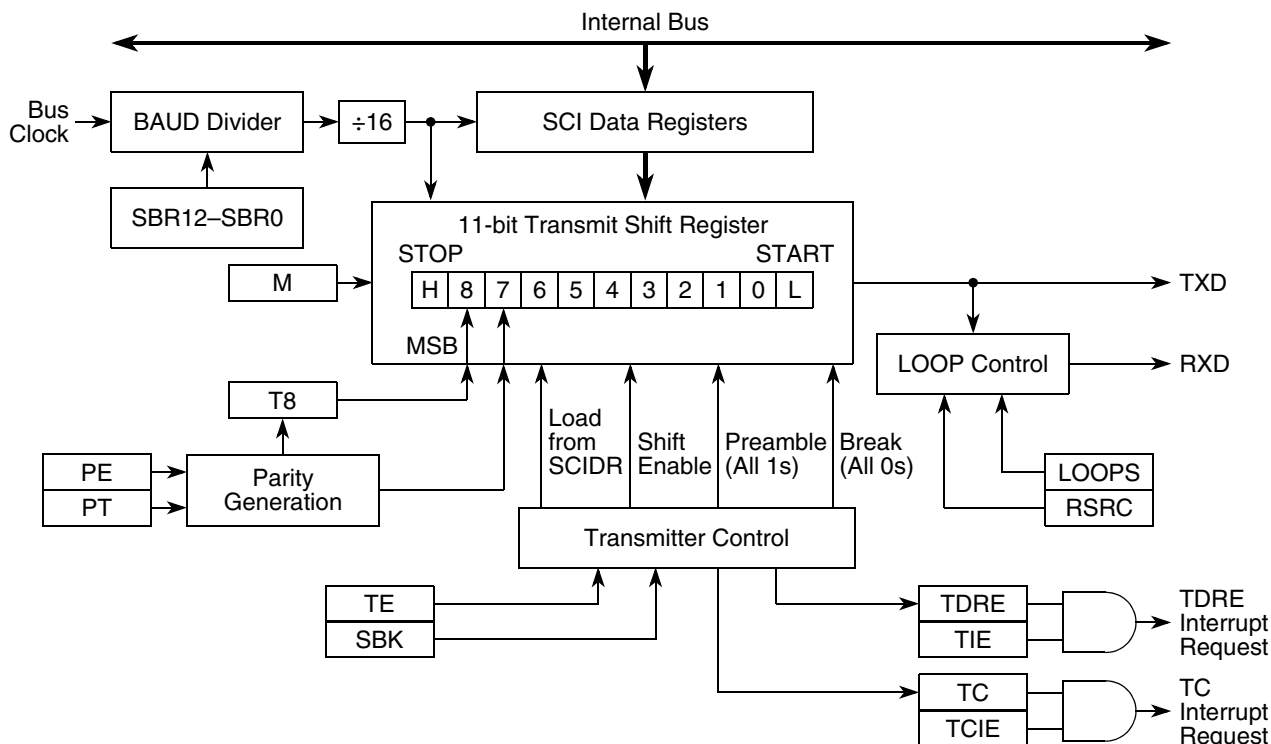 Internal Bus
Bus
Clock
BAUD Divider
÷16
SCI Data Registers
SBR12–SBR0
11-bit Transmit Shift Register
STOP
START
M
H 8 7 6 5 4 3 2 1 0 L
TXD
MSB
LOOP Control
RXD
T8
Load
from
SCIDR
Shift
Enable
Preamble
(All 1s)
Break
(All 0s)
PE
PT
Parity
Generation
LOOPS
RSRC
Transmitter Control
TE
SBK
TDRE
TIE
TDRE
Interrupt
Request
TC
TCIE
TC
Interrupt
Request